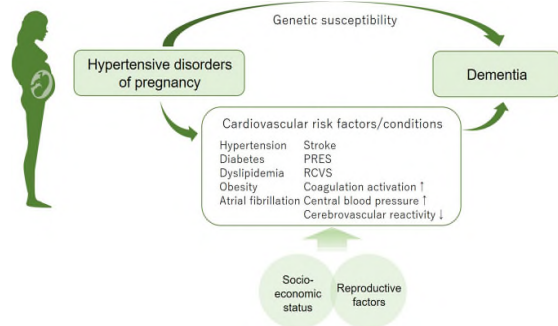 Genetic susceptibility
Hypertensive disorders
of pregnancy
Dementia
Cardiovascular risk factors/conditions
Hypertension Stroke
Diabetes PRES
Dyslipidemia RCVS
Obesity Coagulation activation ↑
Atrial fibrillation Central blood pressure ↑
Cerebrovascular reactivity ↓
Socio-
economic
status
Reproductive
factors